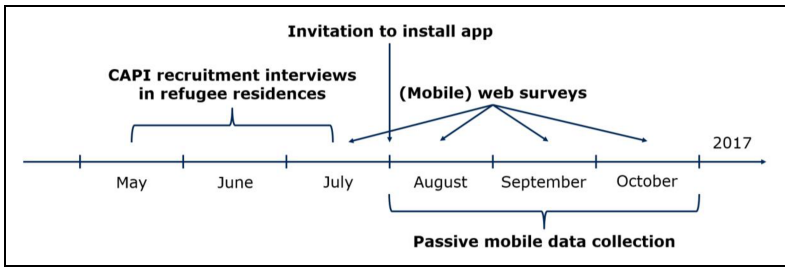 Invitation to install app
CAPI recruitment interviews
in refugee residences
(Mobile) web surveys
2017
May June July August September October
Passive mobile data collection